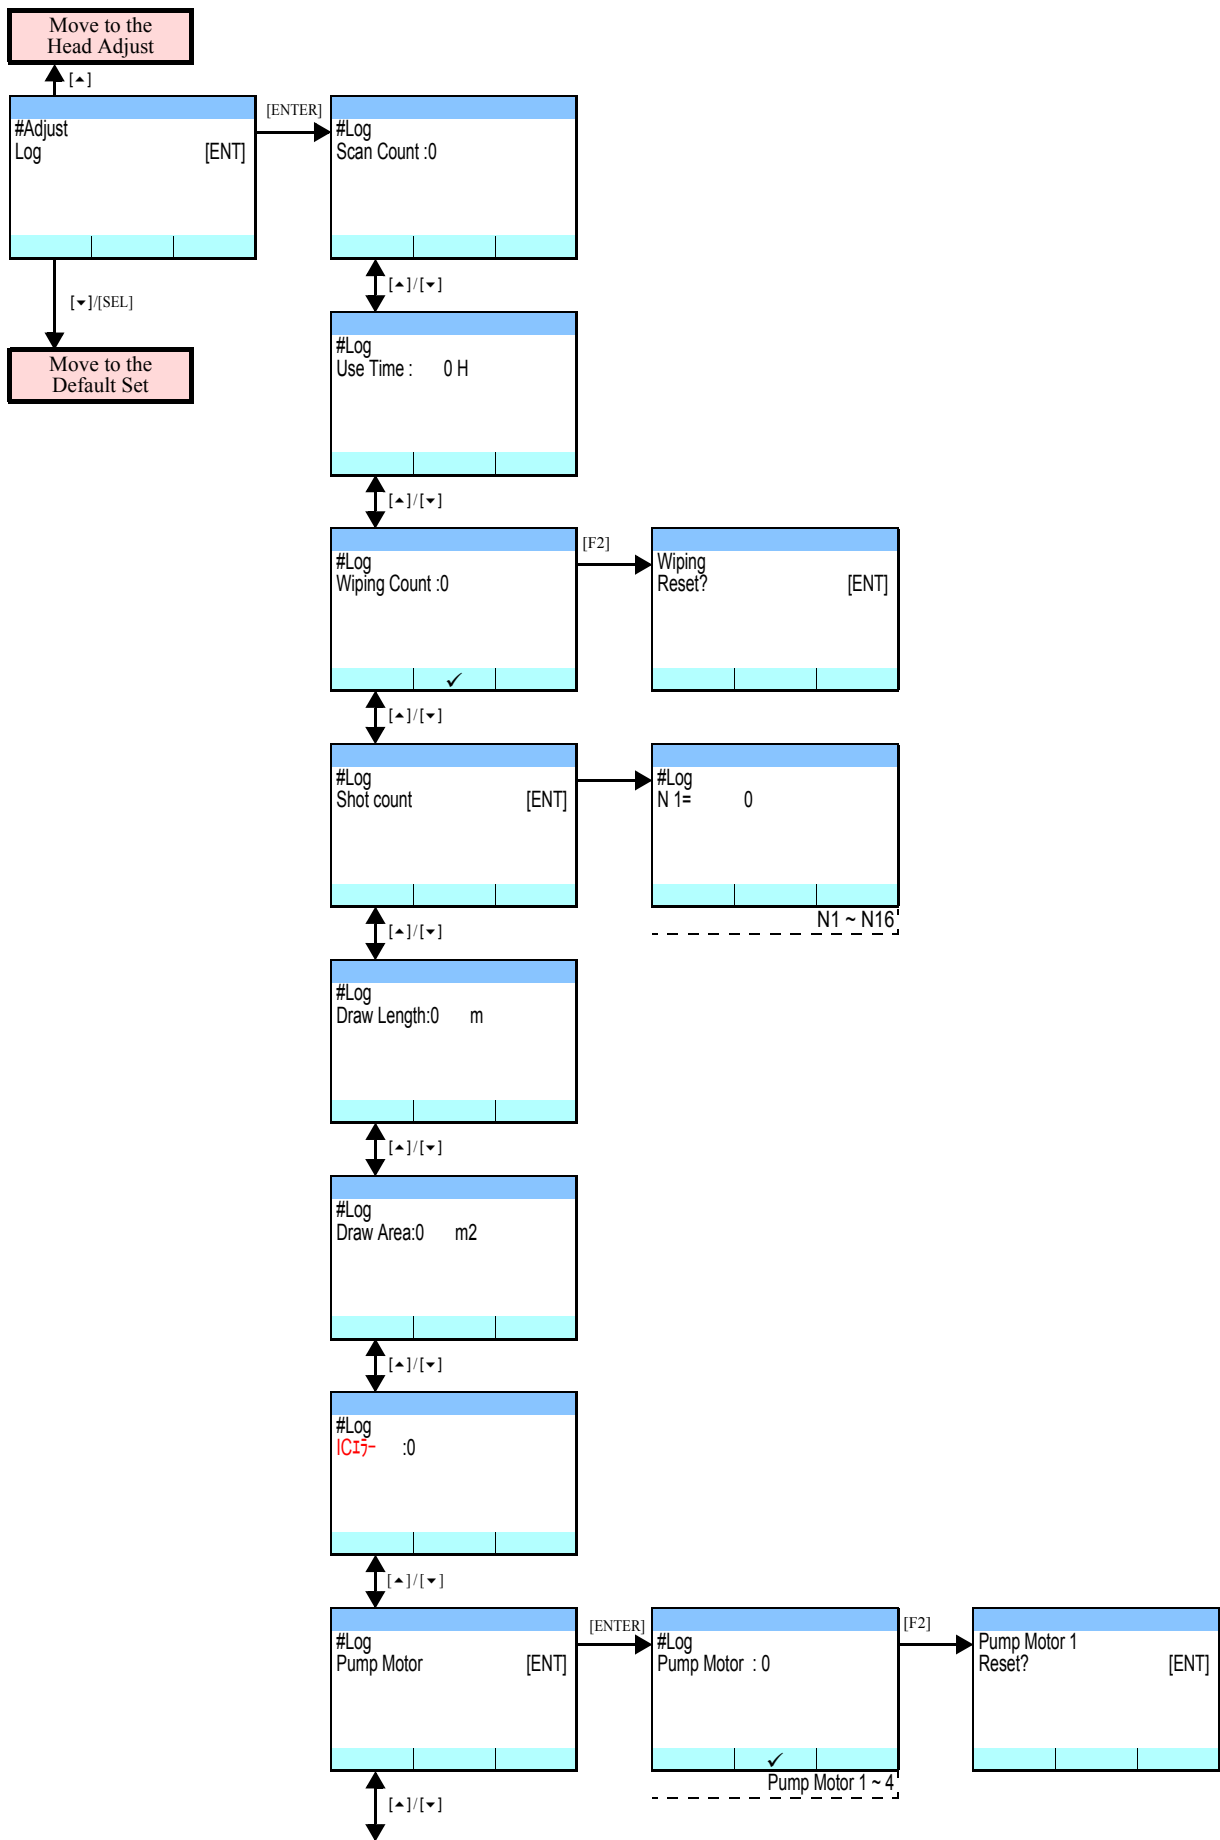 Move to the
Head Adjust
[▲]
#Adjust
Log [ENT]
[ENTER]
#Log
Scan Count :0
[▼]/[SEL]
Move to the
Default Set
[▲]/[▼]
#Log
Use Time : 0 H
[▲]/[▼]
#Log
Wiping Count :0
✓
[F2]
Wiping
Reset? [ENT]
[▲]/[▼]
#Log
Shot count [ENT]
#Log
N 1= 0
N1 ~ N16
[▲]/[▼]
#Log
Draw Length:0 m
[▲]/[▼]
#Log
Draw Area:0 m2
[▲]/[▼]
#Log
ICｴﾗｰ :0
[▲]/[▼]
#Log
Pump Motor [ENT]
[ENTER]
#Log
Pump Motor : 0
✓
Pump Motor 1 ~ 4
[F2]
Pump Motor 1
Reset? [ENT]
[▲]/[▼]